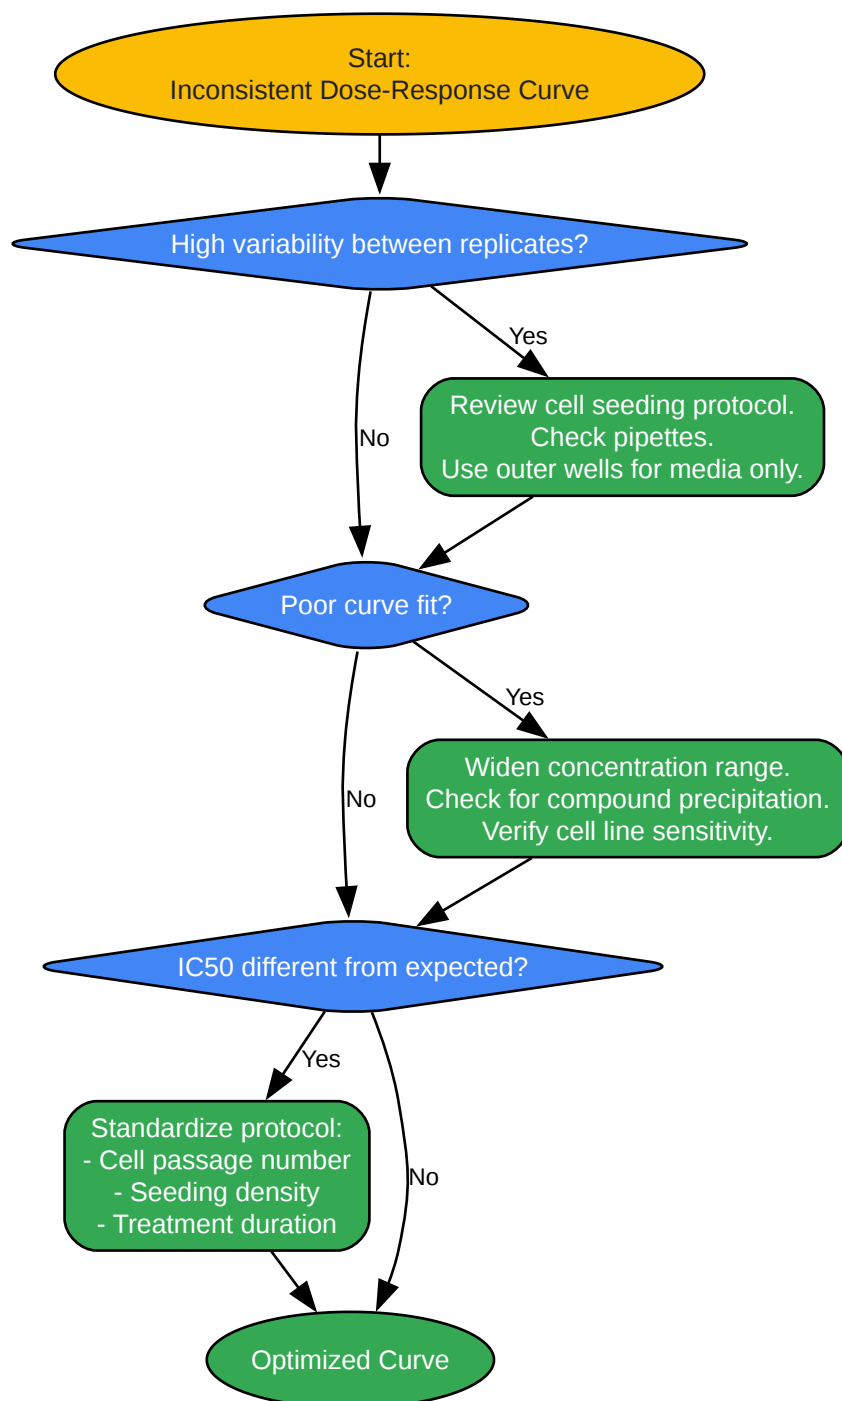 Start:
Inconsistent Dose-Response Curve
High variability between replicates?
Yes
Review cell seeding protocol.
Check pipettes.
Use outer wells for media only.
No
Poor curve fit?
Yes
Widen concentration range.
Check for compound precipitation.
Verify cell line sensitivity.
No
IC50 different from expected?
Yes
Standardize protocol:
- Cell passage number
- Seeding density
- Treatment duration
No
Optimized Curve